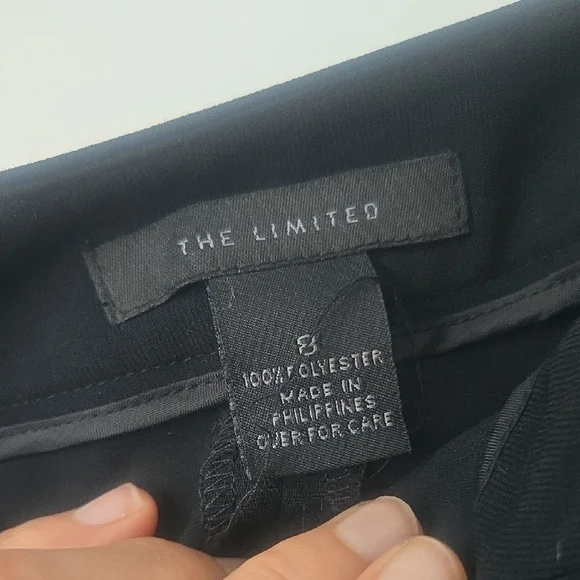 THE LIMITED
8
100% POLYESTER
MADE IN
PHILIPPINES
OVER FOR CARE